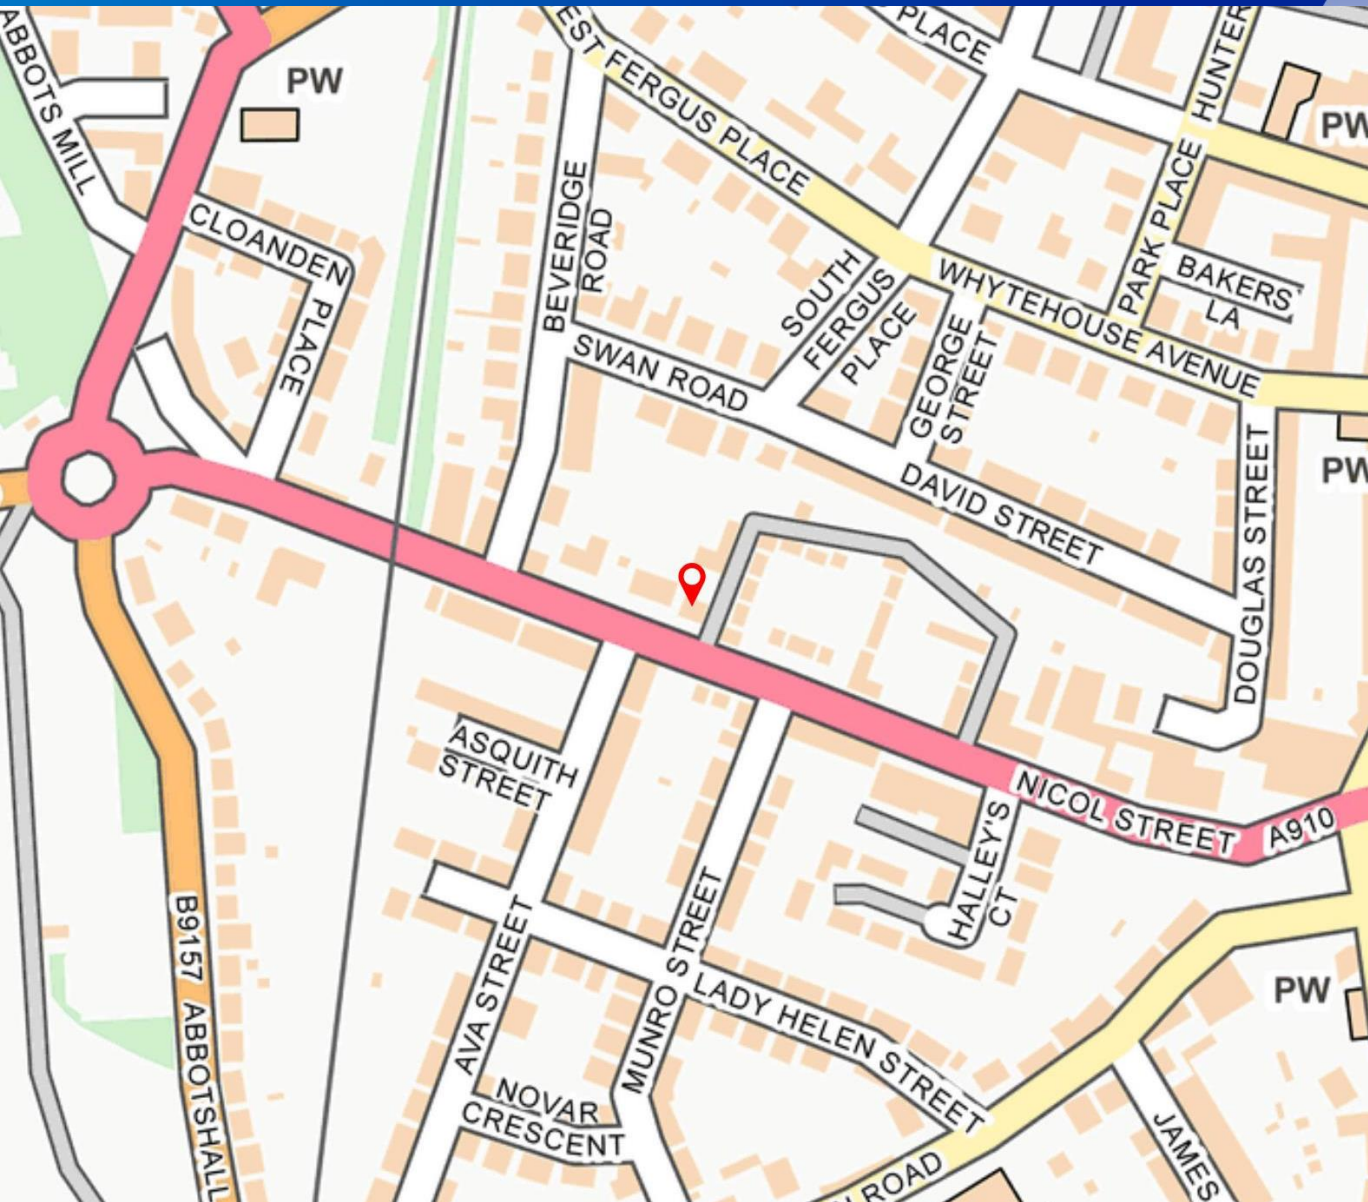 ABBOTS MILL
PW
EST FERGUS PLACE
PLACE
HUNTER
PW
CLOANDEN
PLACE
BEVERIDGE
ROAD
SOUTH
FERGUS
PLACE
WHYTEHOUSE AVENUE
PARK PLACE
BAKERS
LA
SWAN ROAD
GEORGE
STREET
PW
DAVID STREET
DOUGLAS STREET
ASQUITH
STREET
NICOL STREET
A910
HALLEY'S
CT
B9157 ABBOTSHALL
AVA STREET
MUNRO STREET
LADY HELEN STREET
PW
NOVAR
CRESCENT
JAMES
ROAD